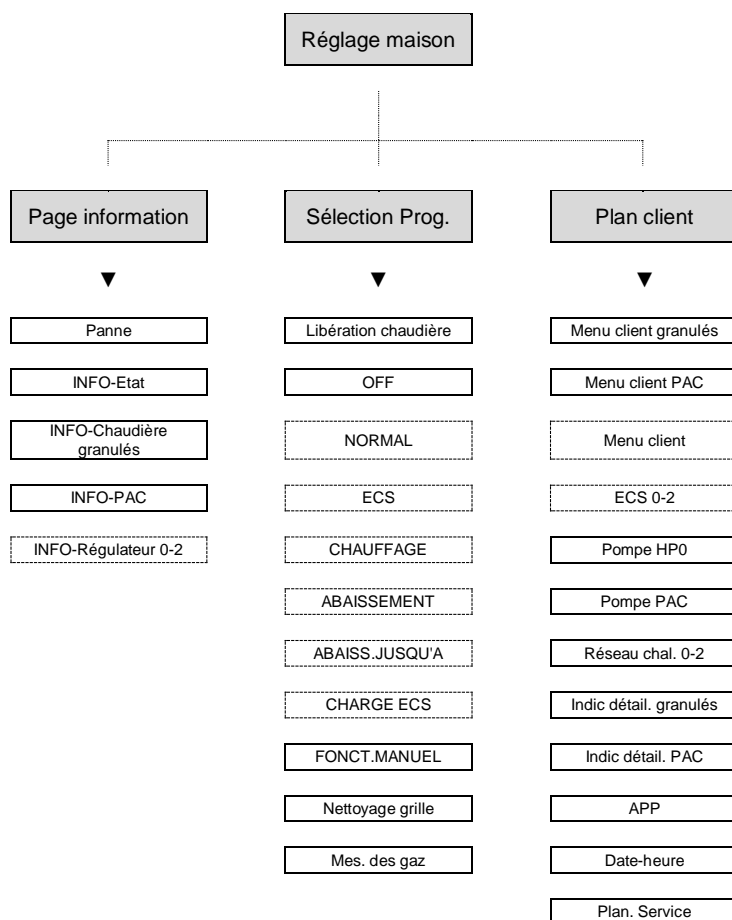 Réglage maison
Page information
Sélection Prog.
Plan client
▼
▼
▼
Panne
Libération chaudière
Menu client granulés
INFO-Etat
OFF
Menu client PAC
INFO-Chaudière
granulés
NORMAL
Menu client
INFO-PAC
ECS
ECS 0-2
INFO-Régulateur 0-2
CHAUFFAGE
Pompe HP0
ABAISSEMENT
Pompe PAC
ABAISS.JUSQU'A
Réseau chal. 0-2
CHARGE ECS
Indic détail. granulés
FONCT.MANUEL
Indic détail. PAC
Nettoyage grille
APP
Mes. des gaz
Date-heure
Plan. Service